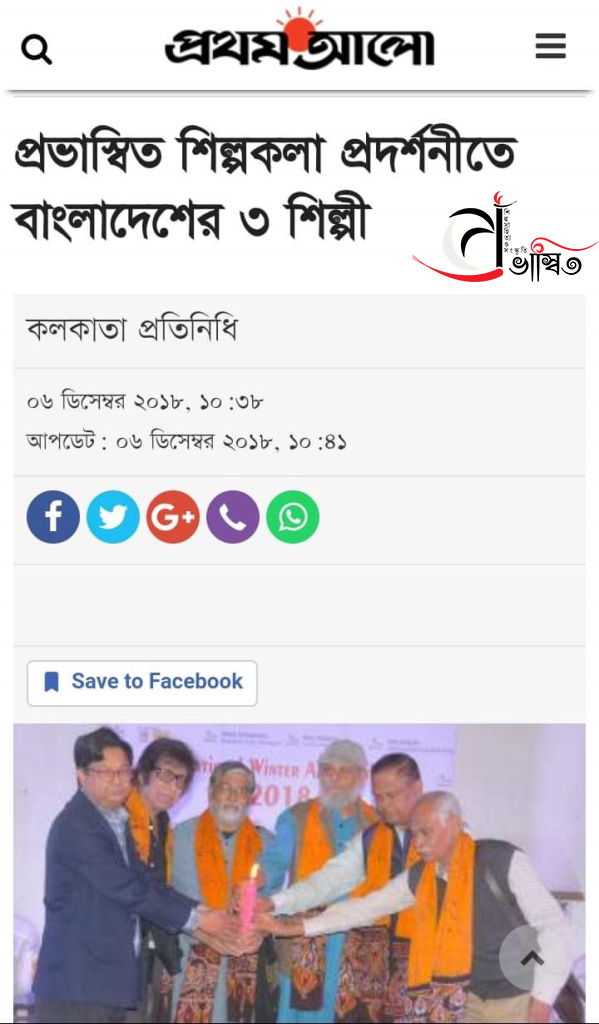 প্রথম আলো
প্রভাস্বিত শিল্পকলা প্রদর্শনীতে
বাংলাদেশের ৩ শিল্পী
ভাস্বিত
কলকাতা প্রতিনিধি
০৬ ডিসেম্বর ২০১৮, ১০:৩৮
আপডেট : ০৬ ডিসেম্বর ২০১৮, ১০:৪১
Save to Facebook
WINTER
2018